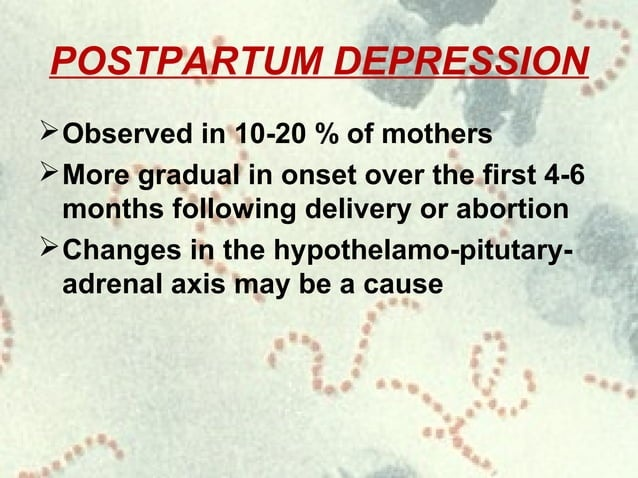 POSTPARTUM DEPRESSION
➢Observed in 10-20 % of mothers
➢More gradual in onset over the first 4-6
months following delivery or abortion
➢Changes in the hypothelamo-pitutary-
adrenal axis may be a cause